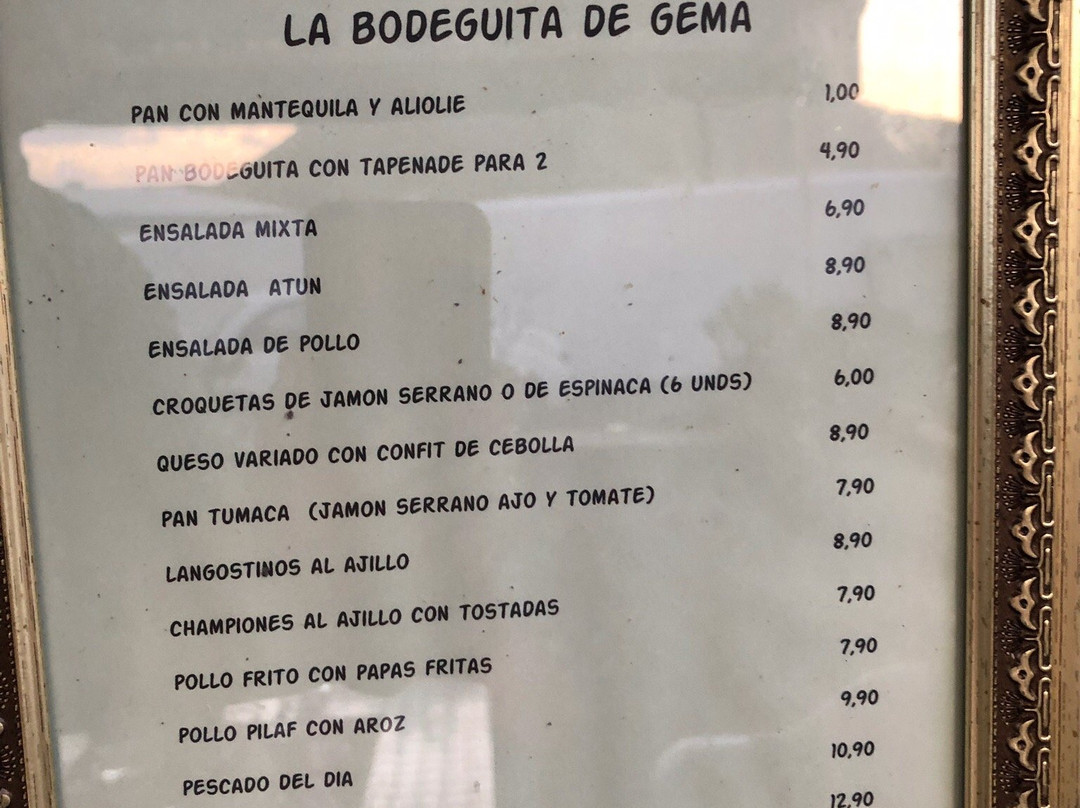 LA BODEGUITA DE GEMA
PAN CON MANTEQUILA Y ALIOLIE 1,00
PAN BODEGUITA CON TAPENADE PARA 2 4,90
ENSALADA MIXTA 6,90
ENSALADA ATUN 8,90
ENSALADA DE POLLO 8,90
CROQUETAS DE JAMON SERRANO O DE ESPINACA (6 UNDS) 6,00
QUESO VARIADO CON CONFIT DE CEBOLLA 8,90
PAN TUMACA (JAMON SERRANO AJO Y TOMATE) 7,90
LANGOSTINOS AL AJILLO 8,90
CHAMPIONES AL AJILLO CON TOSTADAS 7,90
POLLO FRITO CON PAPAS FRITAS 7,90
POLLO PILAF CON AROZ 9,90
PESCADO DEL DIA 10,90
12,90